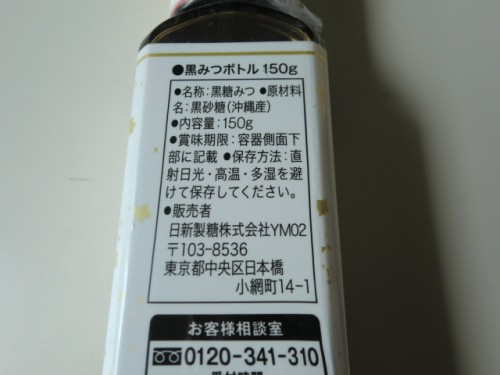 ●黒みつボトル 150g
●名称:黒糖みつ ●原材料
名:黒砂糖(沖縄産)
●内容量:150g
●賞味期限:容器側面下
部に記載 ●保存方法:直
射日光・高温・多湿を避
けて保存してください。
●販売者
日新製糖株式会社YM02
〒103-8536
東京都中央区日本橋
小網町14-1
お客様相談室
0120-341-310
受付時間